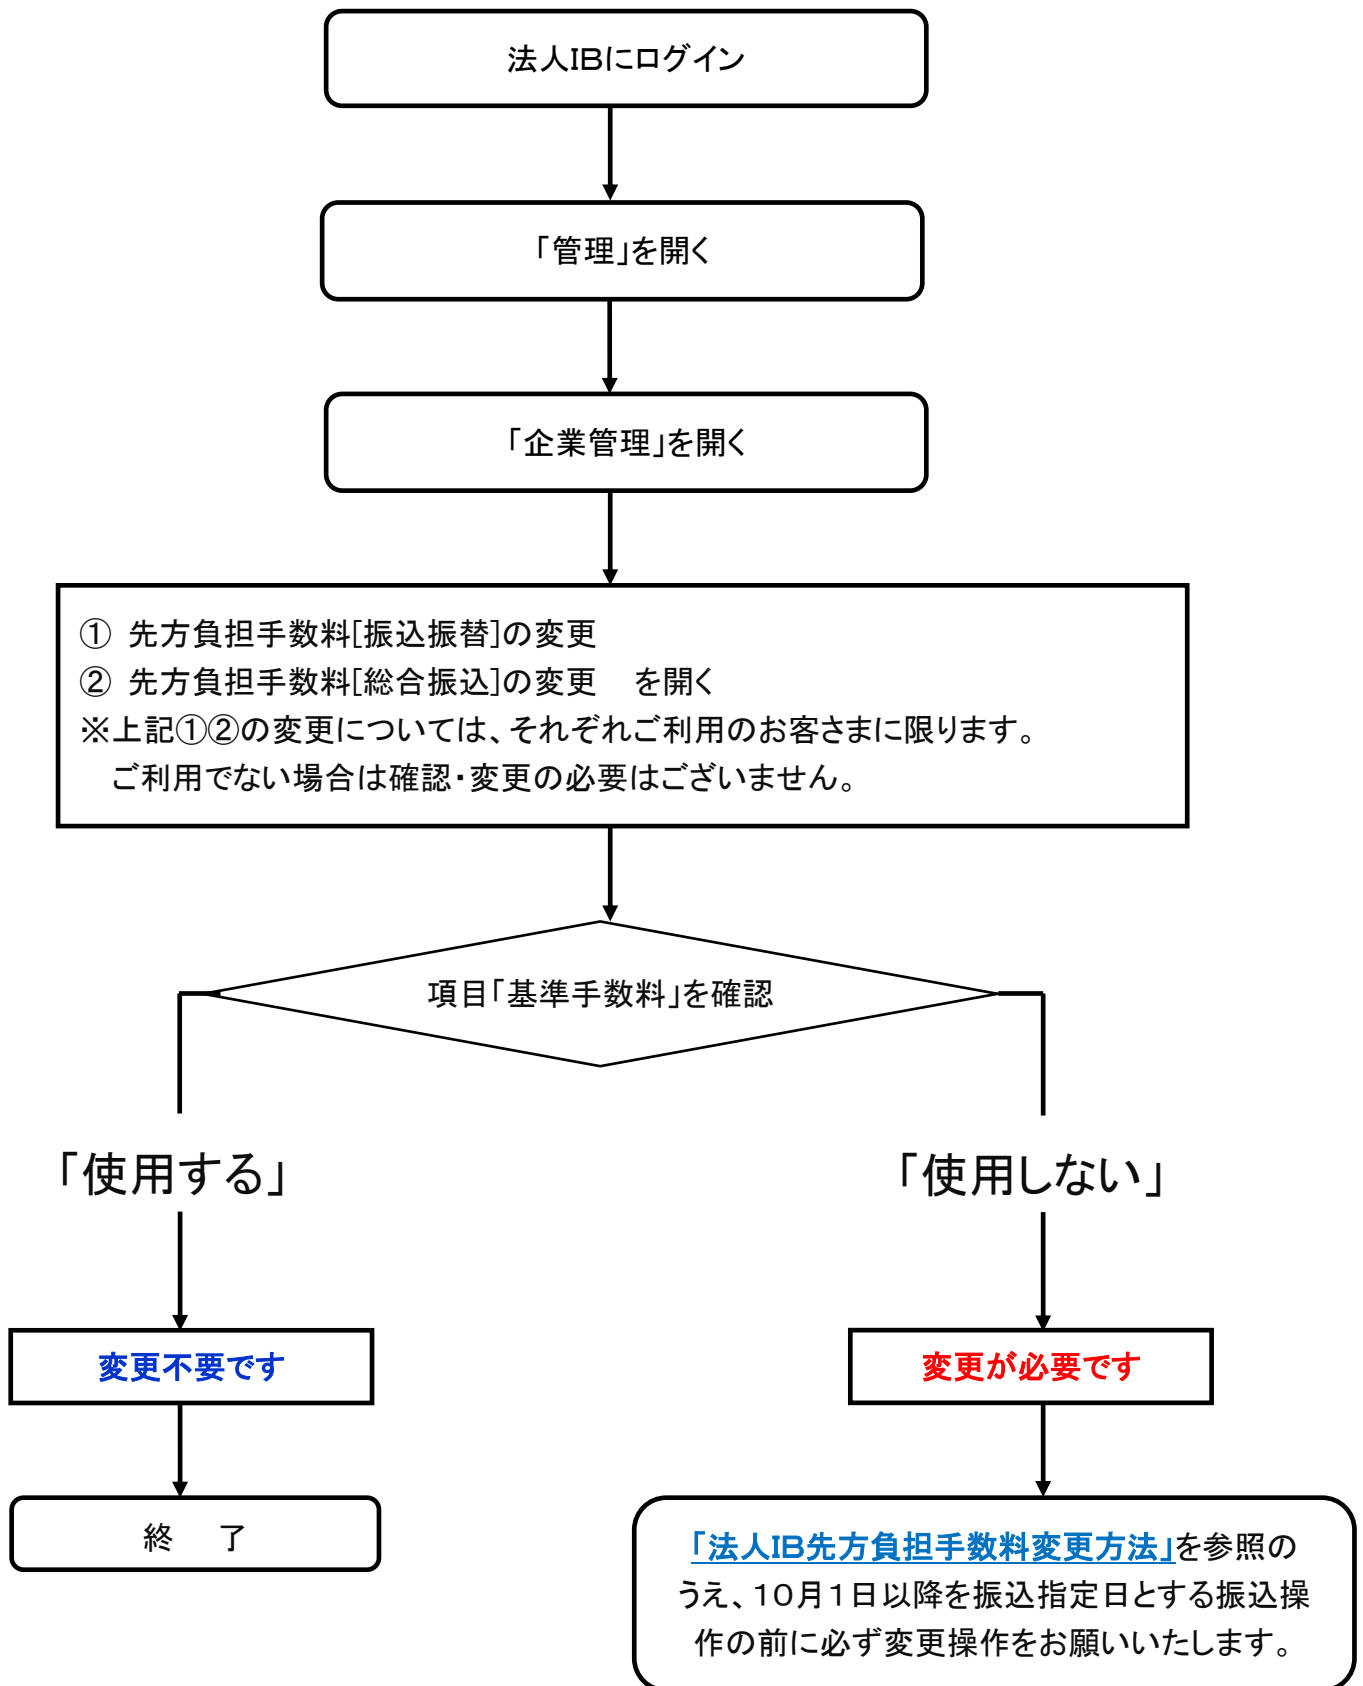 法人IBにログイン
「管理」を開く
「企業管理」を開く
① 先方負担手数料[振込振替]の変更
② 先方負担手数料[総合振込]の変更　を開く
※上記①②の変更については、それぞれご利用のお客さまに限ります。
ご利用でない場合は確認・変更の必要はございません。
項目「基準手数料」を確認
「使用する」
「使用しない」
変更不要です
変更が必要です
終　了
「法人IB先方負担手数料変更方法」を参照の
うえ、10月1日以降を振込指定日とする振込操
作の前に必ず変更操作をお願いいたします。